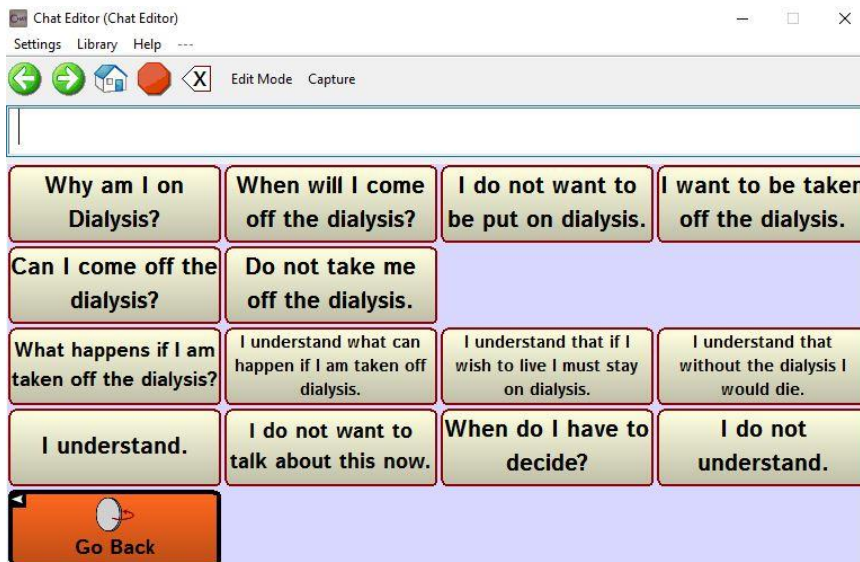 Chat Editor (Chat Editor)
Settings Library Help ---
X Edit Mode Capture
Why am I on
Dialysis?
When will I come
off the dialysis?
I do not want to
be put on dialysis.
I want to be taken
off the dialysis.
Can I come off the
dialysis?
Do not take me
off the dialysis.
What happens if I am
taken off the dialysis?
I understand what can
happen if I am taken off
dialysis.
I understand that if I
wish to live I must stay
on dialysis.
I understand that
without the dialysis I
would die.
I understand.
I do not want to
talk about this now.
When do I have to
decide?
I do not
understand.
Go Back